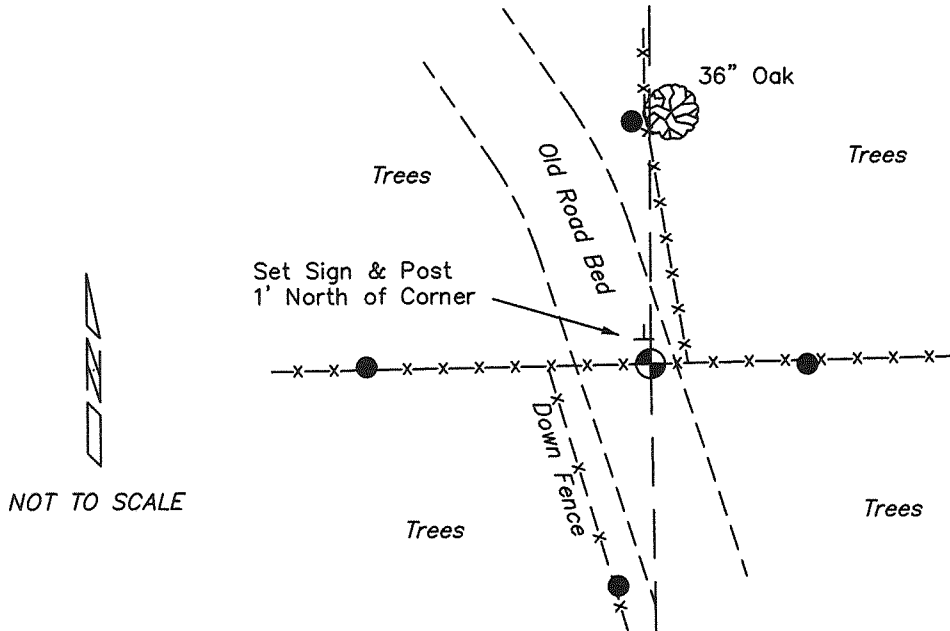 36" Oak
Trees
Trees
Old Road Bed
Set Sign & Post
1' North of Corner
N
Down Fence
NOT TO SCALE
Trees
Trees